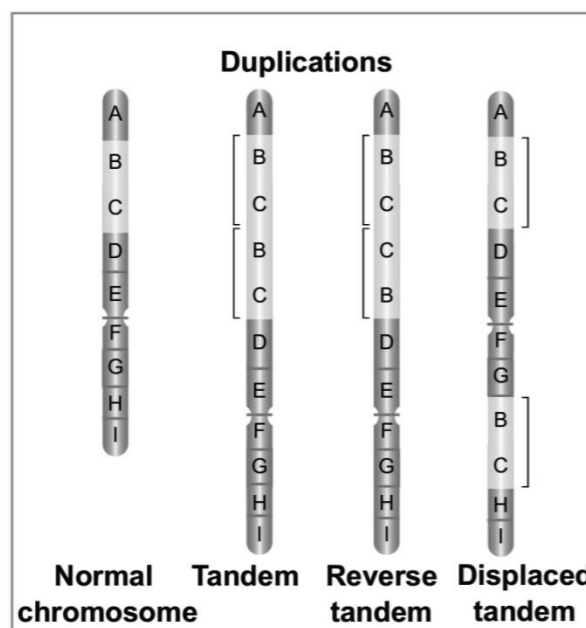 Duplications
A
B
C
D
E
F
G
H
I
A
B
C
B
C
D
E
F
G
H
I
A
B
C
C
B
D
E
F
G
H
I
A
B
C
D
E
F
G
B
C
H
I
Normal
chromosome
Tandem
Reverse
tandem
Displaced
tandem